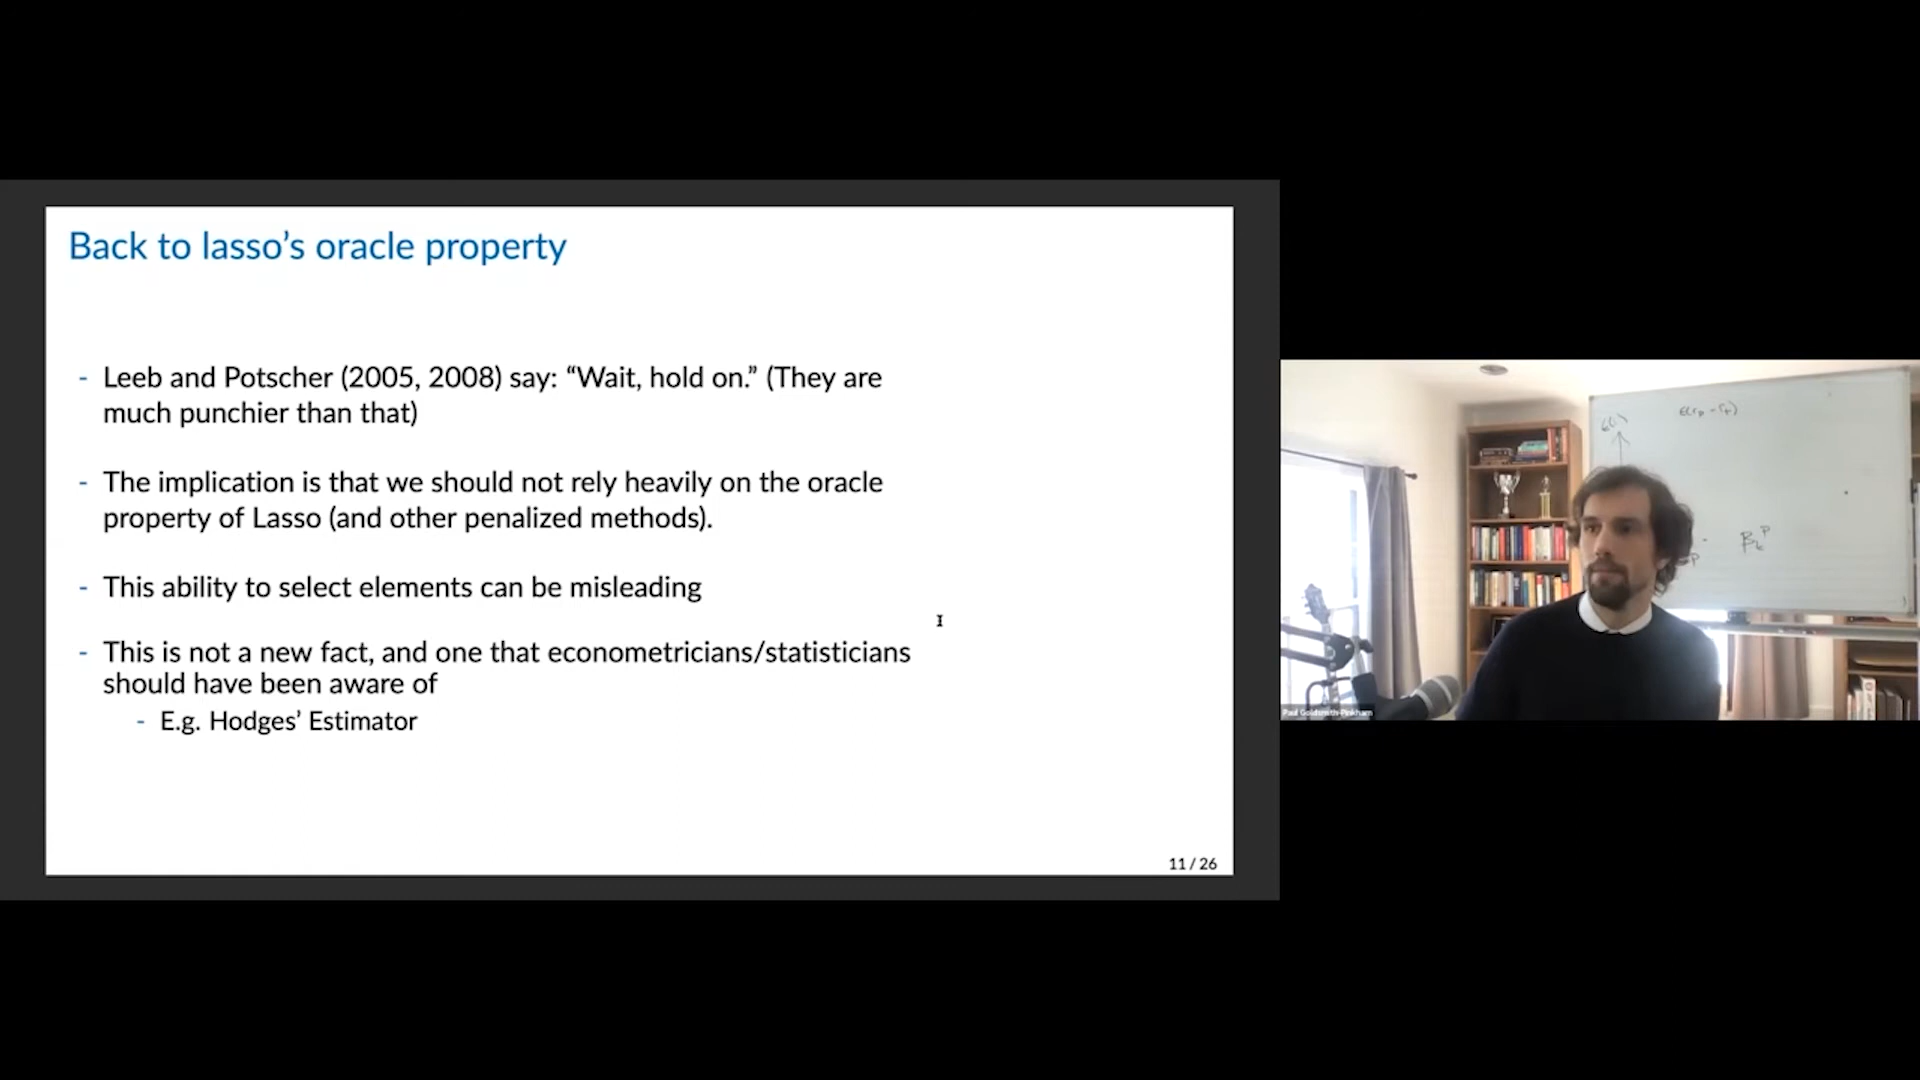 Back to lasso’s oracle property
- Leeb and Potscher (2005, 2008) say: “Wait, hold on.” (They are
much punchier than that)
- The implication is that we should not rely heavily on the oracle
property of Lasso (and other penalized methods).
- This ability to select elements can be misleading
- This is not a new fact, and one that econometricians/statisticians
should have been aware of
- E.g. Hodges’ Estimator
11 / 26
Paul Goldsmith-Pinkham